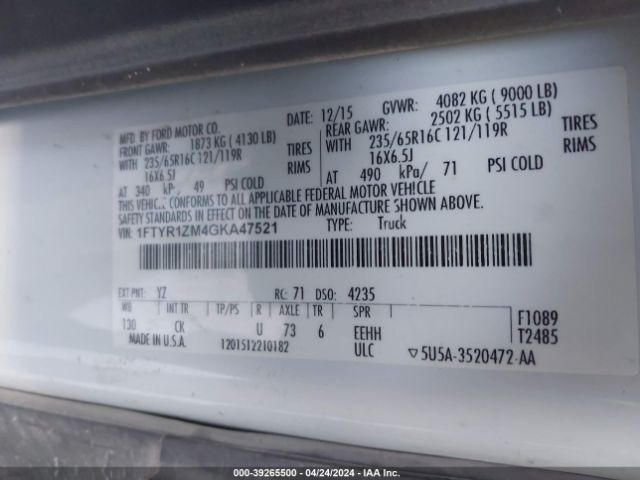 MFD. BY FORD MOTOR CO. DATE: 12/15 GVWR: 4082 KG ( 9000 LB)
FRONT GAWR: 1873 KG ( 4130 LB) REAR GAWR: 2502 KG ( 5515 LB)
WITH 235/65R16C 121/119R TIRES WITH 235/65R16C 121/119R TIRES
16X6.5J RIMS 16X6.5J RIMS
AT 340 kP 49 PSI COLD AT 490 kPa/ 71 PSI COLD
THIS VEHICLE CONFORMS TO ALL APPLICABLE FEDERAL MOTOR VEHICLE
SAFETY STANDARDS IN EFFECT ON THE DATE OF MANUFACTURE SHOWN ABOVE.
VIN: 1FTYR1ZM4GKA47521 TYPE: Truck
EXT PNT: YZ RC: 71 DSO: 4235
WB INT TR TP/PS R AXLE TR SPR F1089
130 CK U 73 6 EEHH T2485
MADE IN U.S.A. 1201512210182 ULC ▽5U5A-3520472-AA
000-39265500 - 04/24/2024 - IAA Inc.